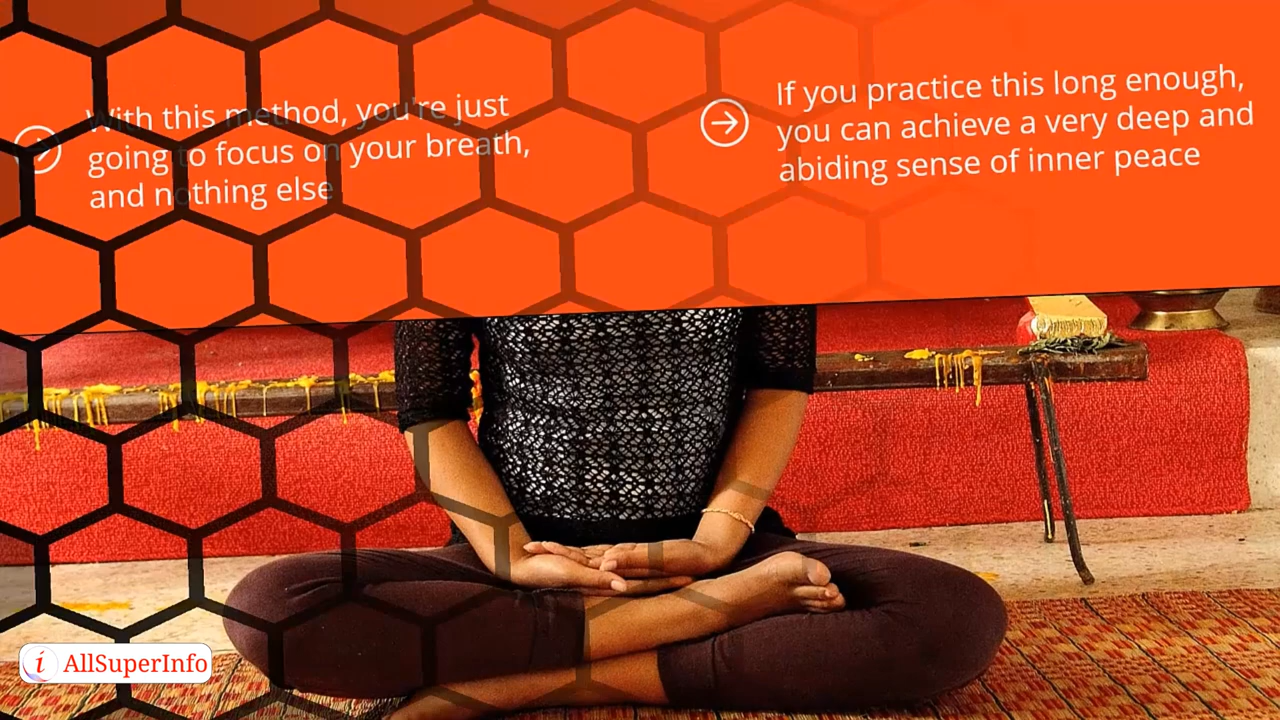 With this method, you're just
going to focus on your breath,
and nothing else
If you practice this long enough,
you can achieve a very deep and
abiding sense of inner peace
i AllSuperInfo